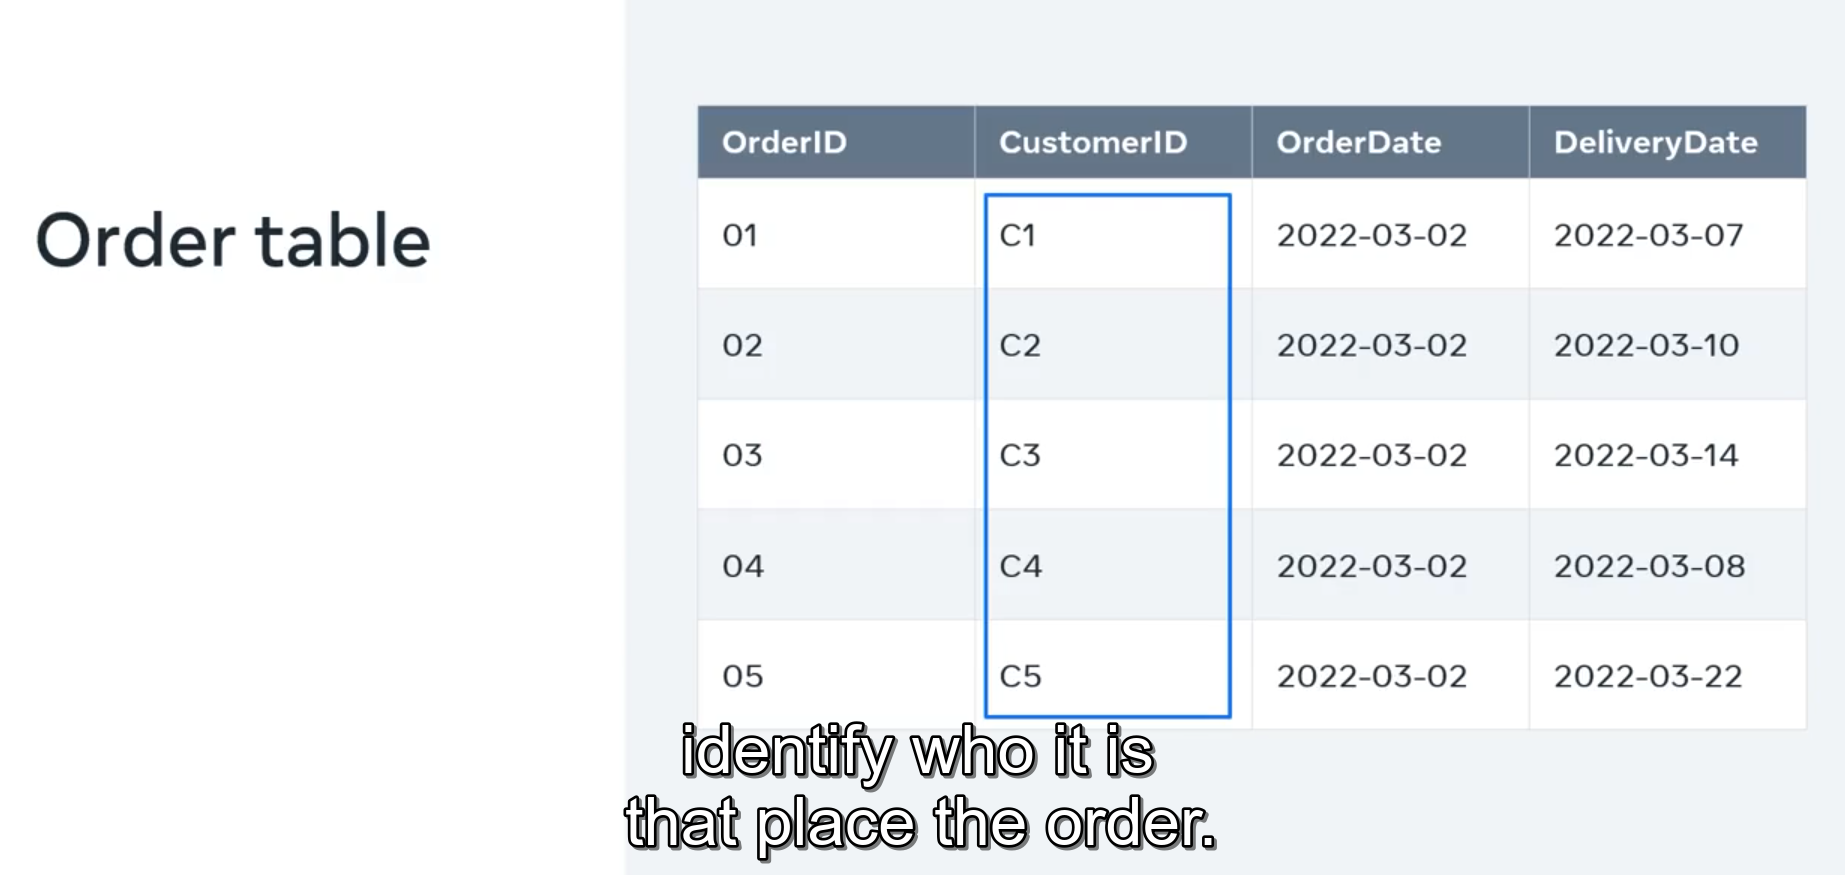 Order table
OrderID CustomerID OrderDate DeliveryDate
01 C1 2022-03-02 2022-03-07
02 C2 2022-03-02 2022-03-10
03 C3 2022-03-02 2022-03-14
04 C4 2022-03-02 2022-03-08
05 C5 2022-03-02 2022-03-22
identify who it is
that place the order.